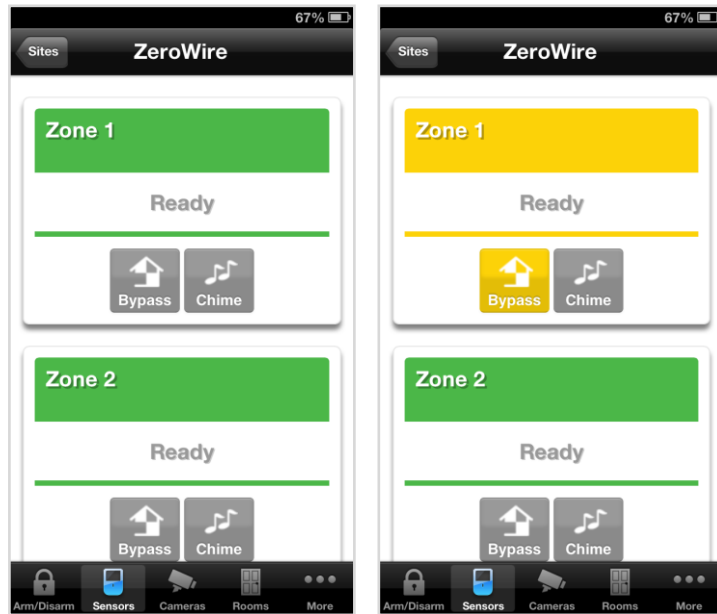 67%
Sites ZeroWire
Zone 1
Ready
Bypass Chime
Zone 2
Ready
Bypass Chime
Arm/Disarm Sensors Cameras Rooms More
67%
Sites ZeroWire
Zone 1
Ready
Bypass Chime
Zone 2
Ready
Bypass Chime
Arm/Disarm Sensors Cameras Rooms More